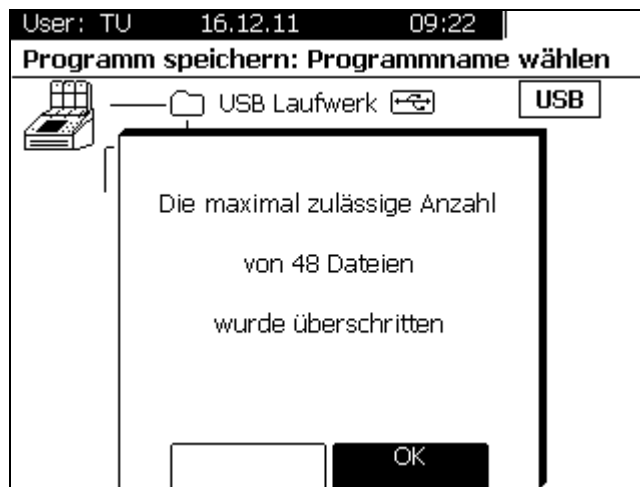 User: TU 16.12.11 09:22
Programm speichern: Programmname wählen
USB Laufwerk USB
Die maximal zulässige Anzahl
von 48 Dateien
wurde überschritten
OK